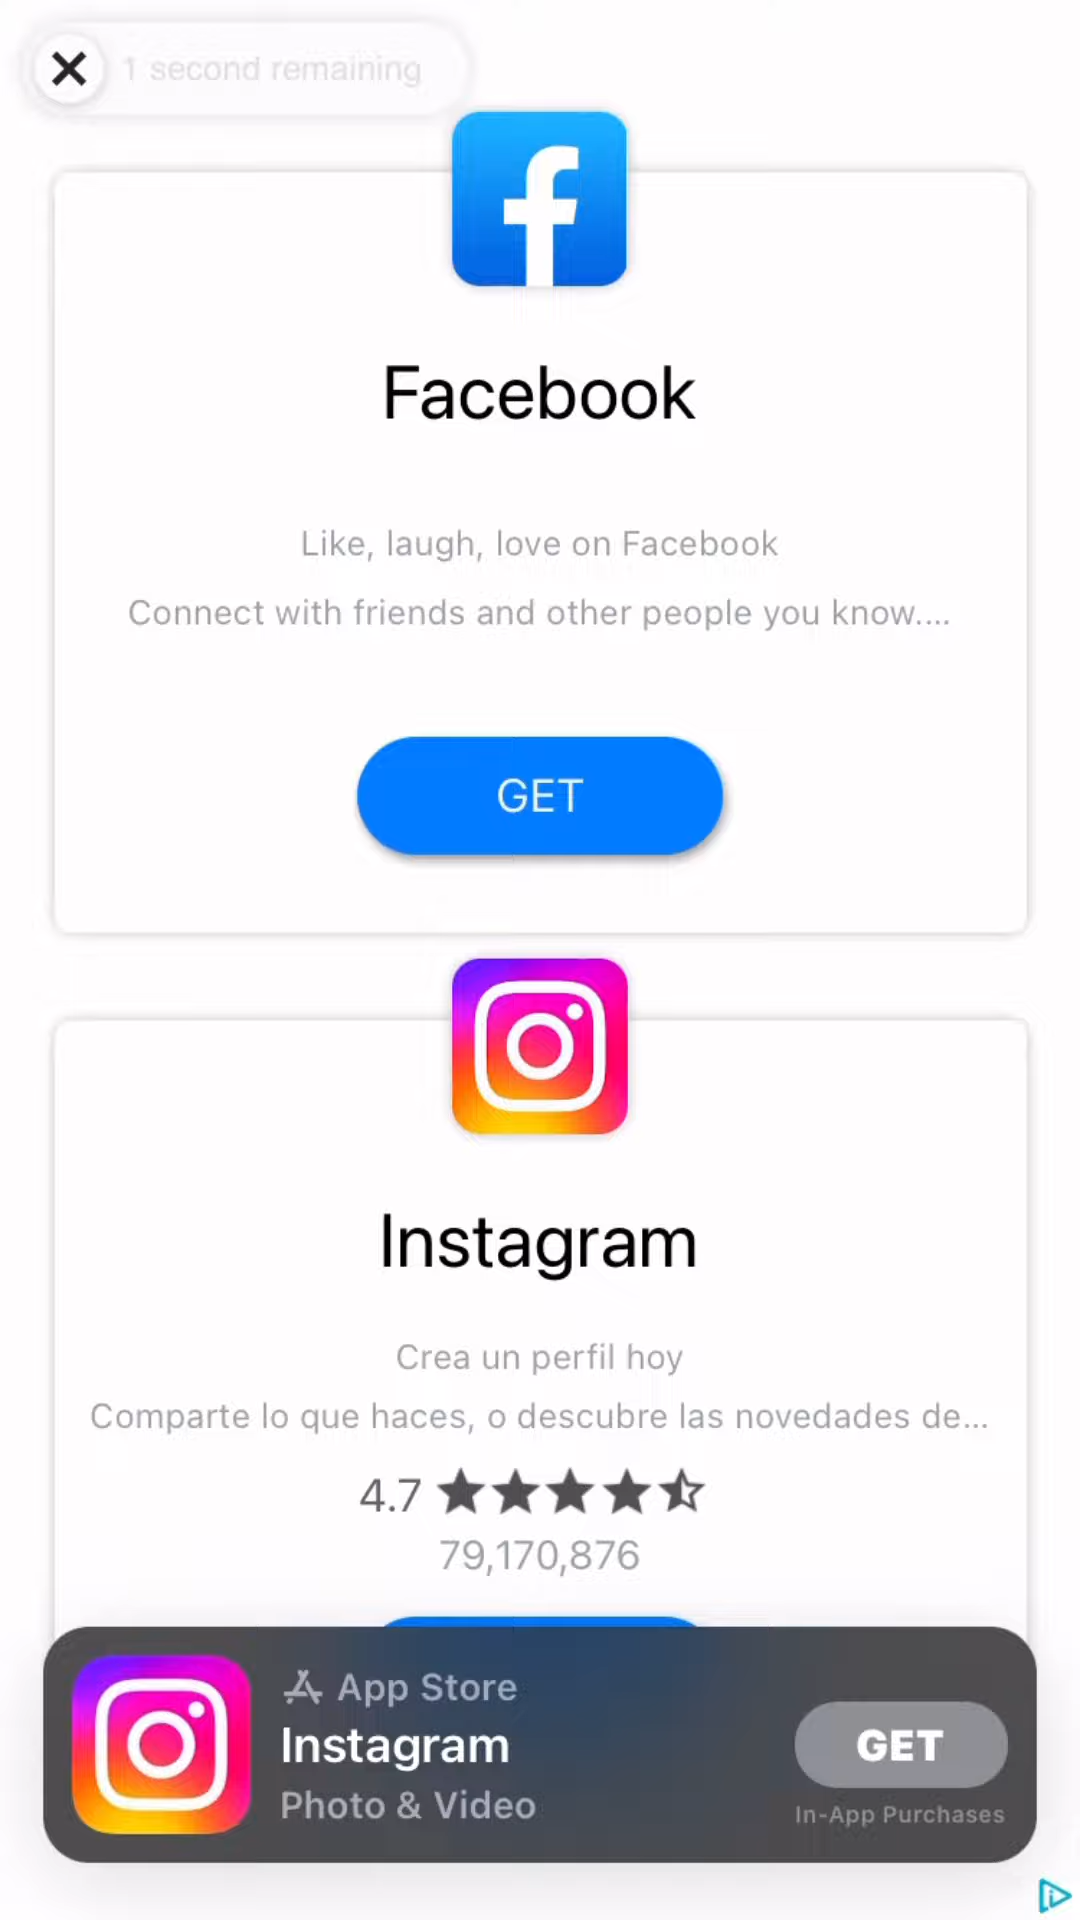 1 second remaining
Facebook
Like, laugh, love on Facebook
Connect with friends and other people you know....
GET
Instagram
Crea un perfil hoy
Comparte lo que haces, o descubre las novedades de...
4.7
79,170,876
App Store
Instagram
GET
Photo & Video
In-App Purchases